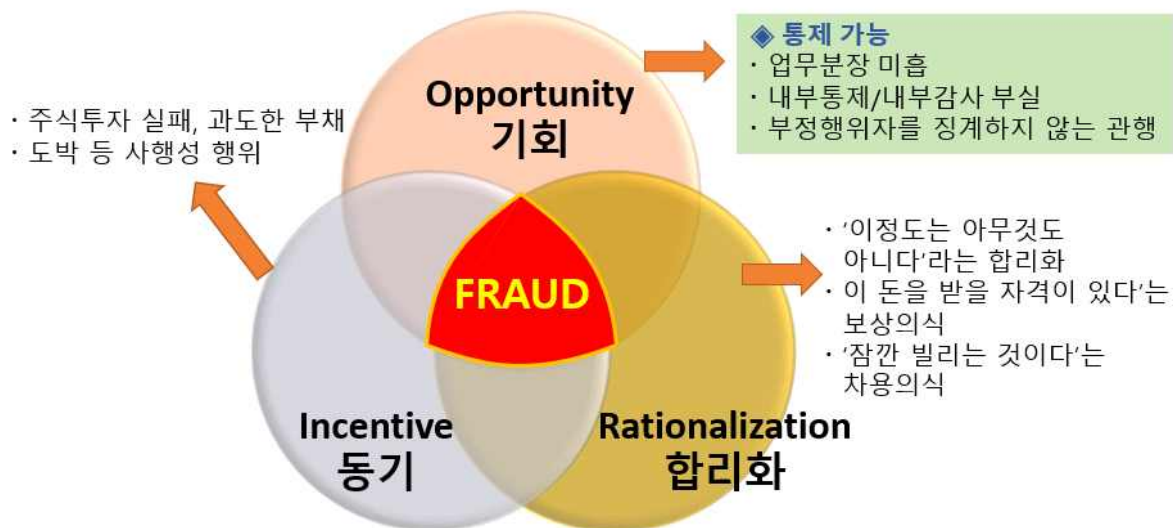 ◈ 통제 가능
· 업무분장 미흡
· 내부통제/내부감사 부실
· 부정행위자를 징계하지 않는 관행
Opportunity
기회
· 주식투자 실패, 과도한 부채
· 도박 등 사행성 행위
· ‘이정도는 아무것도
아니다’라는 합리화
· 이 돈을 받을 자격이 있다’는
보상의식
· ‘잠깐 빌리는 것이다’는
차용의식
FRAUD
Incentive
동기
Rationalization
합리화